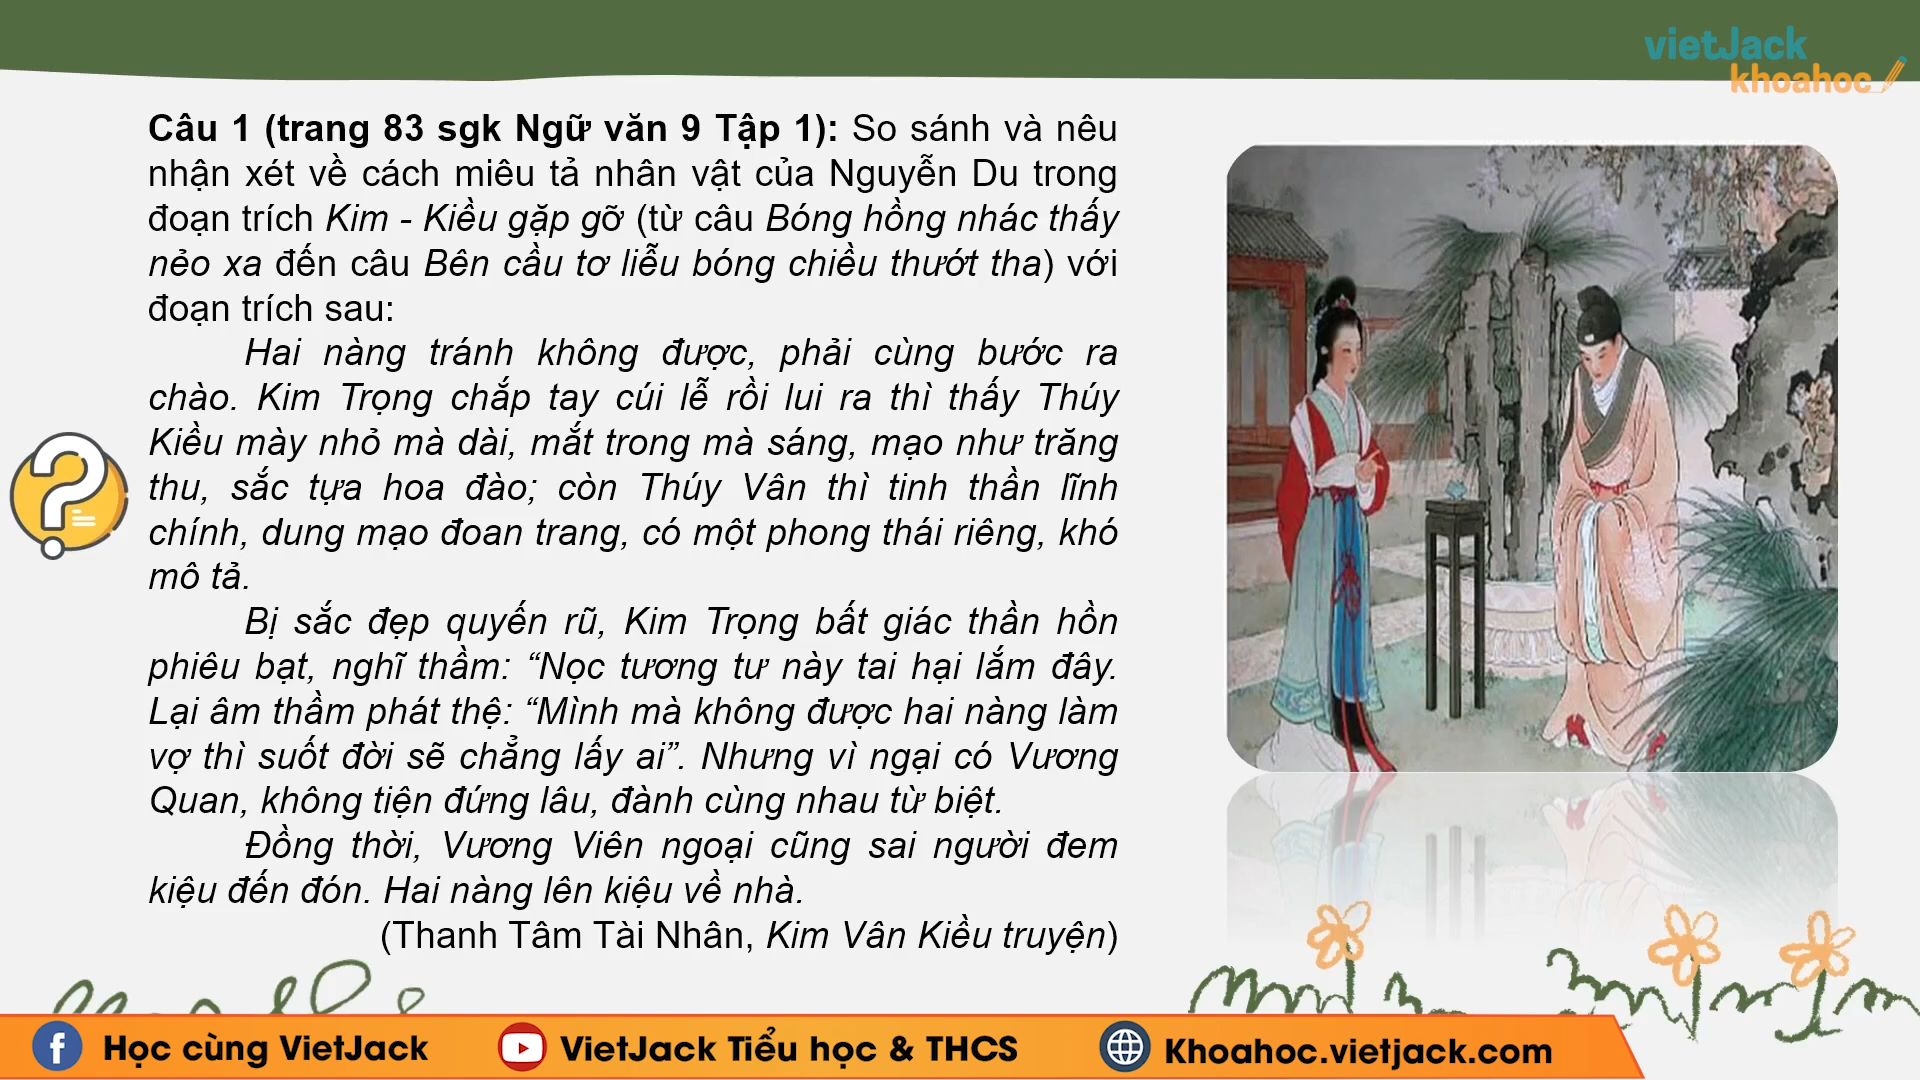 vietJack
khoahoc
Câu 1 (trang 83 sgk Ngữ văn 9 Tập 1): So sánh và nêu
nhận xét về cách miêu tả nhân vật của Nguyễn Du trong
đoạn trích Kim - Kiều gặp gỡ (từ câu Bóng hồng nhác thấy
nẻo xa đến câu Bên cầu tơ liễu bóng chiều thướt tha) với
đoạn trích sau:
Hai nàng tránh không được, phải cùng bước ra
chào. Kim Trọng chắp tay cúi lễ rồi lui ra thì thấy Thúy
Kiều mày nhỏ mà dài, mắt trong mà sáng, mạo như trăng
thu, sắc tựa hoa đào; còn Thúy Vân thì tinh thần lĩnh
chính, dung mạo đoan trang, có một phong thái riêng, khó
mô tả.
Bị sắc đẹp quyến rũ, Kim Trọng bất giác thần hồn
phiêu bạt, nghĩ thầm: “Nọc tương tư này tai hại lắm đây.
Lại âm thầm phát thệ: “Mình mà không được hai nàng làm
vợ thì suốt đời sẽ chẳng lấy ai”. Nhưng vì ngại có Vương
Quan, không tiện đứng lâu, đành cùng nhau từ biệt.
Đồng thời, Vương Viên ngoại cũng sai người đem
kiệu đến đón. Hai nàng lên kiệu về nhà.
(Thanh Tâm Tài Nhân, Kim Vân Kiều truyện)
Học cùng VietJack
VietJack Tiểu học & THCS
Khoahoc.vietjack.com